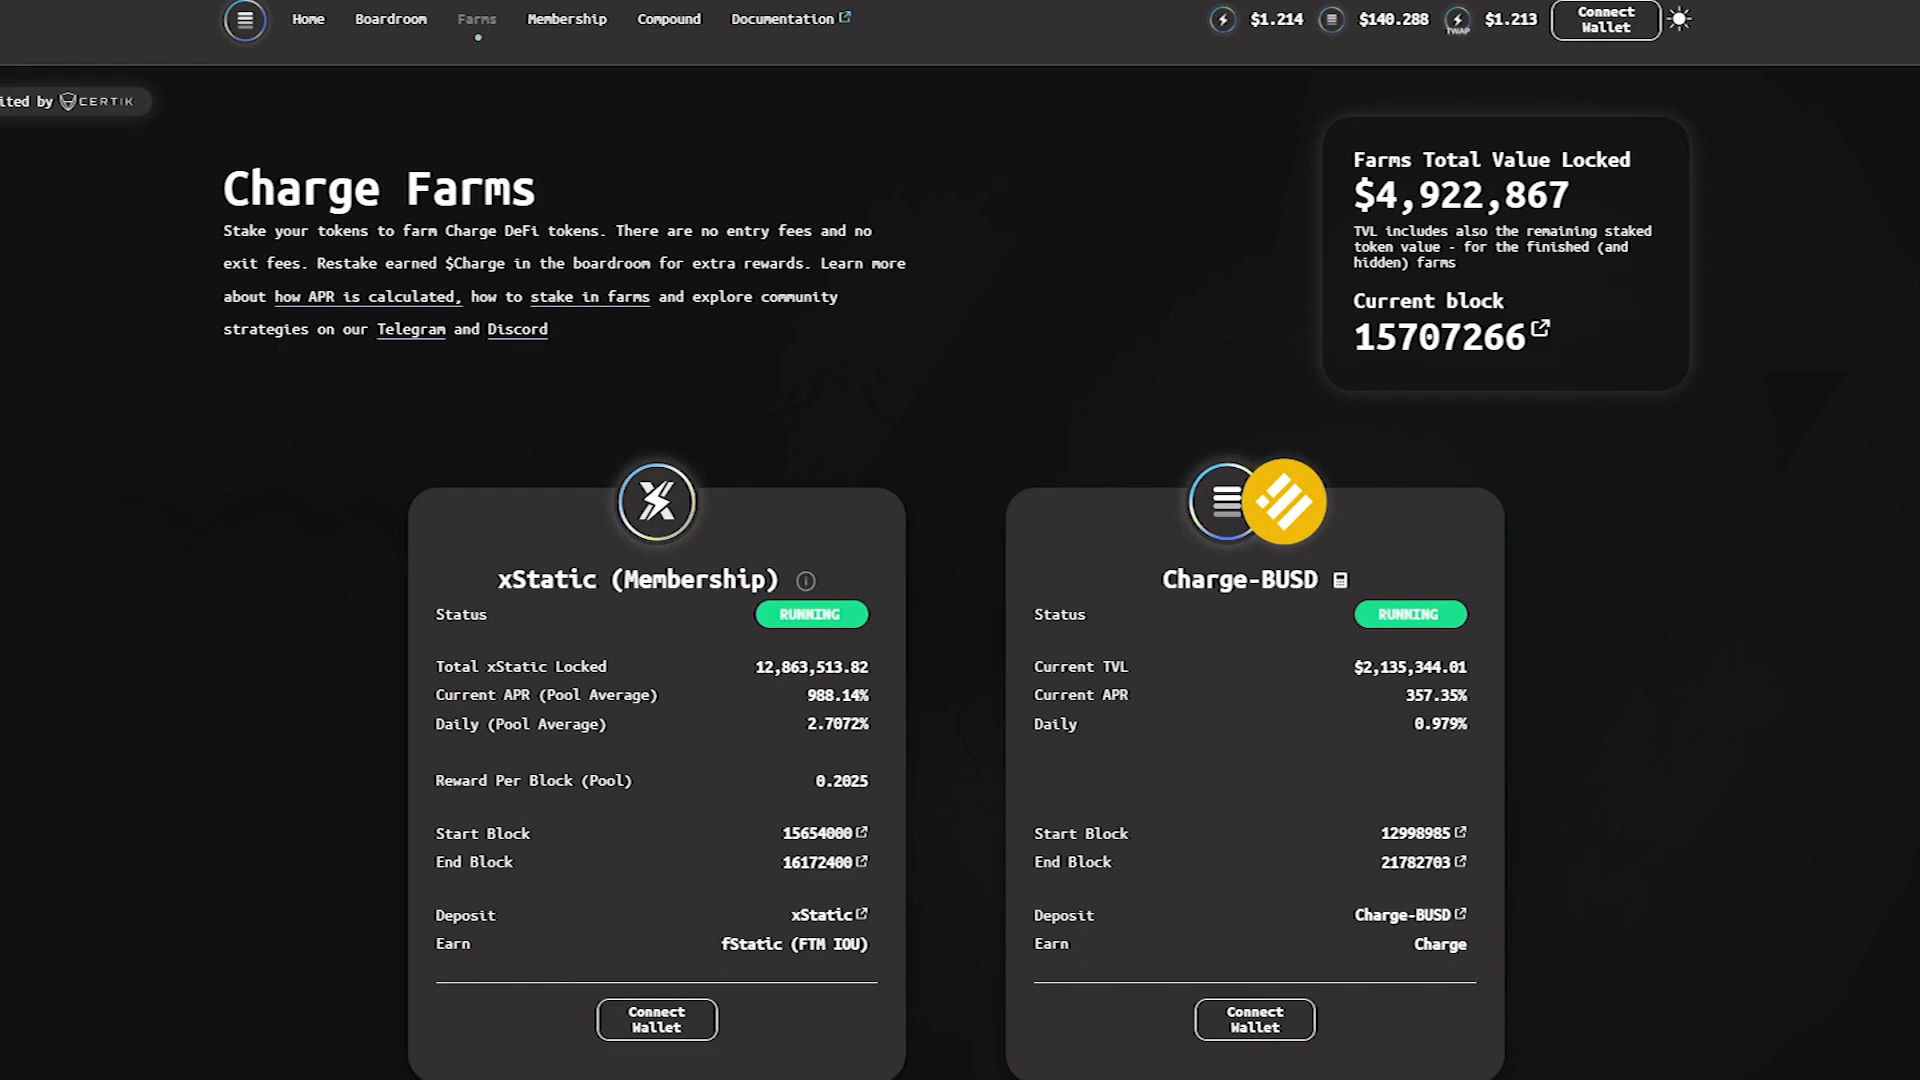 Home Boardroom Farms Membership Compound Documentation $1.214 $140.288 TWAP $1.213 Connect Wallet
ited by CERTIK
Charge Farms
Stake your tokens to farm Charge DeFi tokens. There are no entry fees and no
exit fees. Restake earned $Charge in the boardroom for extra rewards. Learn more
about how APR is calculated, how to stake in farms and explore community
strategies on our Telegram and Discord
Farms Total Value Locked
$4,922,867
TVL includes also the remaining staked
token value - for the finished (and
hidden) farms
Current block
15707266
xStatic (Membership)
Status RUNNING
Total xStatic Locked 12,863,513.82
Current APR (Pool Average) 988.14%
Daily (Pool Average) 2.7072%
Reward Per Block (Pool) 0.2025
Start Block 15654000
End Block 16172400
Deposit xStatic
Earn fStatic (FTM IOU)
Connect
Wallet
Charge-BUSD
Status RUNNING
Current TVL $2,135,344.01
Current APR 357.35%
Daily 0.979%
Start Block 12998985
End Block 21782703
Deposit Charge-BUSD
Earn Charge
Connect
Wallet